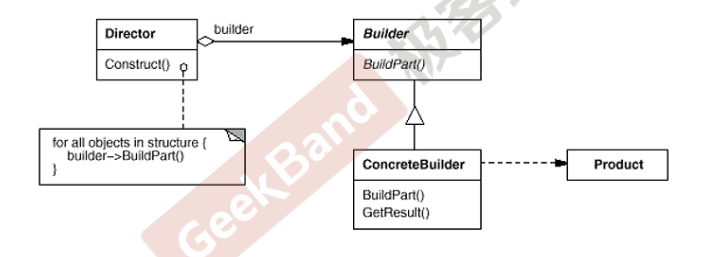 Director
builder
Builder
Construct()
BuildPart()
for all objects in structure {
builder->BuildPart()
}
ConcreteBuilder
Product
BuildPart()
GetResult()
GeekBand
极客